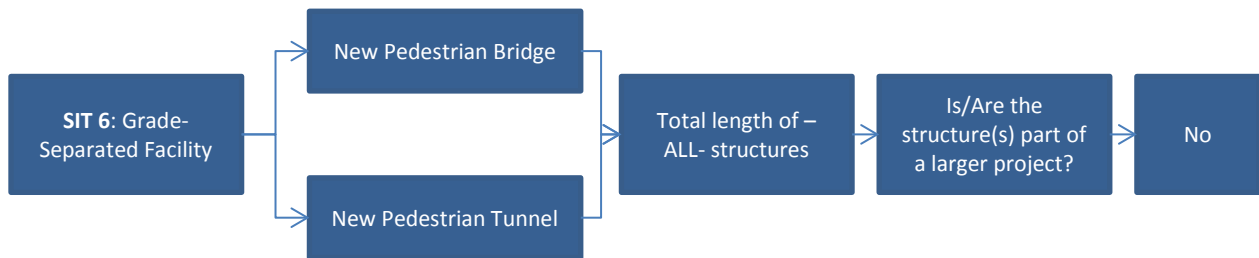 SIT 6: Grade-
Separated Facility
New Pedestrian Bridge
New Pedestrian Tunnel
Total length of –
ALL- structures
Is/Are the
structure(s) part of
a larger project?
No